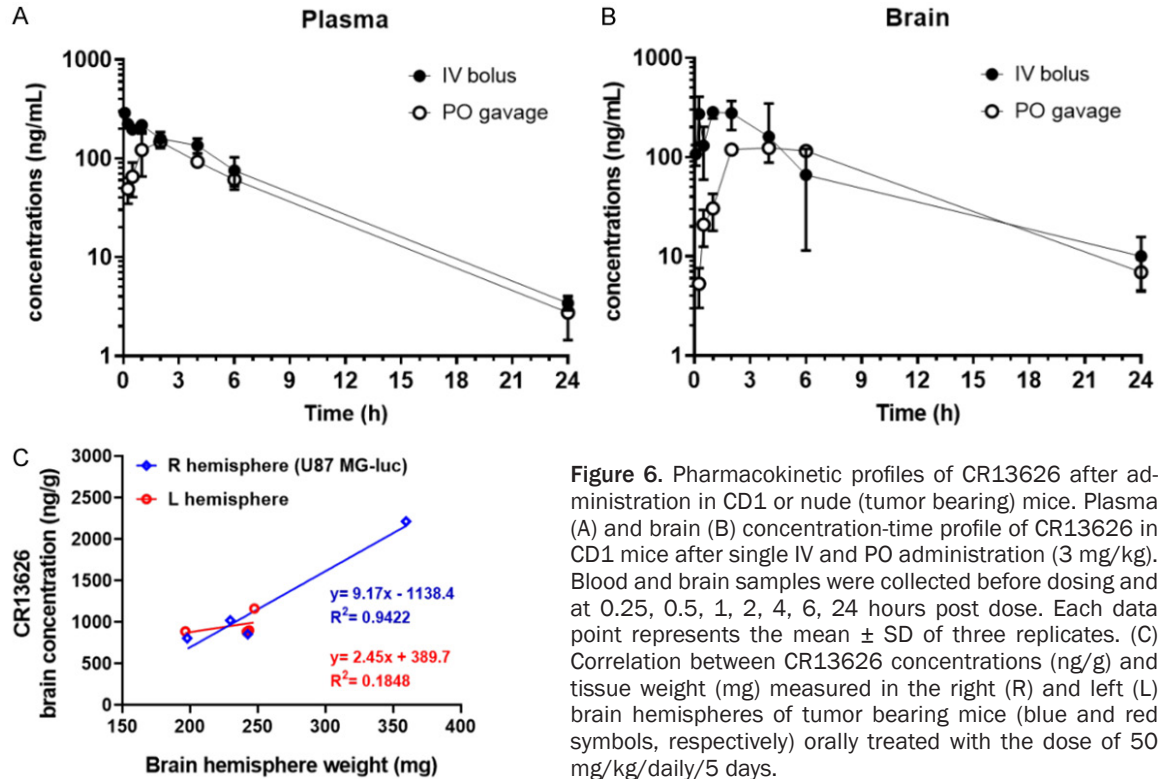 A
Plasma
concentrations (ng/mL)
1000
100
10
1
IV bolus
PO gavage
0 3 6 9 12 15 18 21 24
Time (h)
B
Brain
concentrations (ng/mL)
1000
100
10
1
IV bolus
PO gavage
0 3 6 9 12 15 18 21 24
Time (h)
C
CR13626
brain concentration (ng/g)
3000
2500
2000
1500
1000
500
0
R hemisphere (U87 MG-luc)
L hemisphere
y= 9.17x - 1138.4
R²= 0.9422
y= 2.45x + 389.7
R²= 0.1848
150 200 250 300 350 400
Brain hemisphere weight (mg)
Figure 6. Pharmacokinetic profiles of CR13626 after ad-
ministration in CD1 or nude (tumor bearing) mice. Plasma
(A) and brain (B) concentration-time profile of CR13626 in
CD1 mice after single IV and PO administration (3 mg/kg).
Blood and brain samples were collected before dosing and
at 0.25, 0.5, 1, 2, 4, 6, 24 hours post dose. Each data
point represents the mean ± SD of three replicates. (C)
Correlation between CR13626 concentrations (ng/g) and
tissue weight (mg) measured in the right (R) and left (L)
brain hemispheres of tumor bearing mice (blue and red
symbols, respectively) orally treated with the dose of 50
mg/kg/daily/5 days.